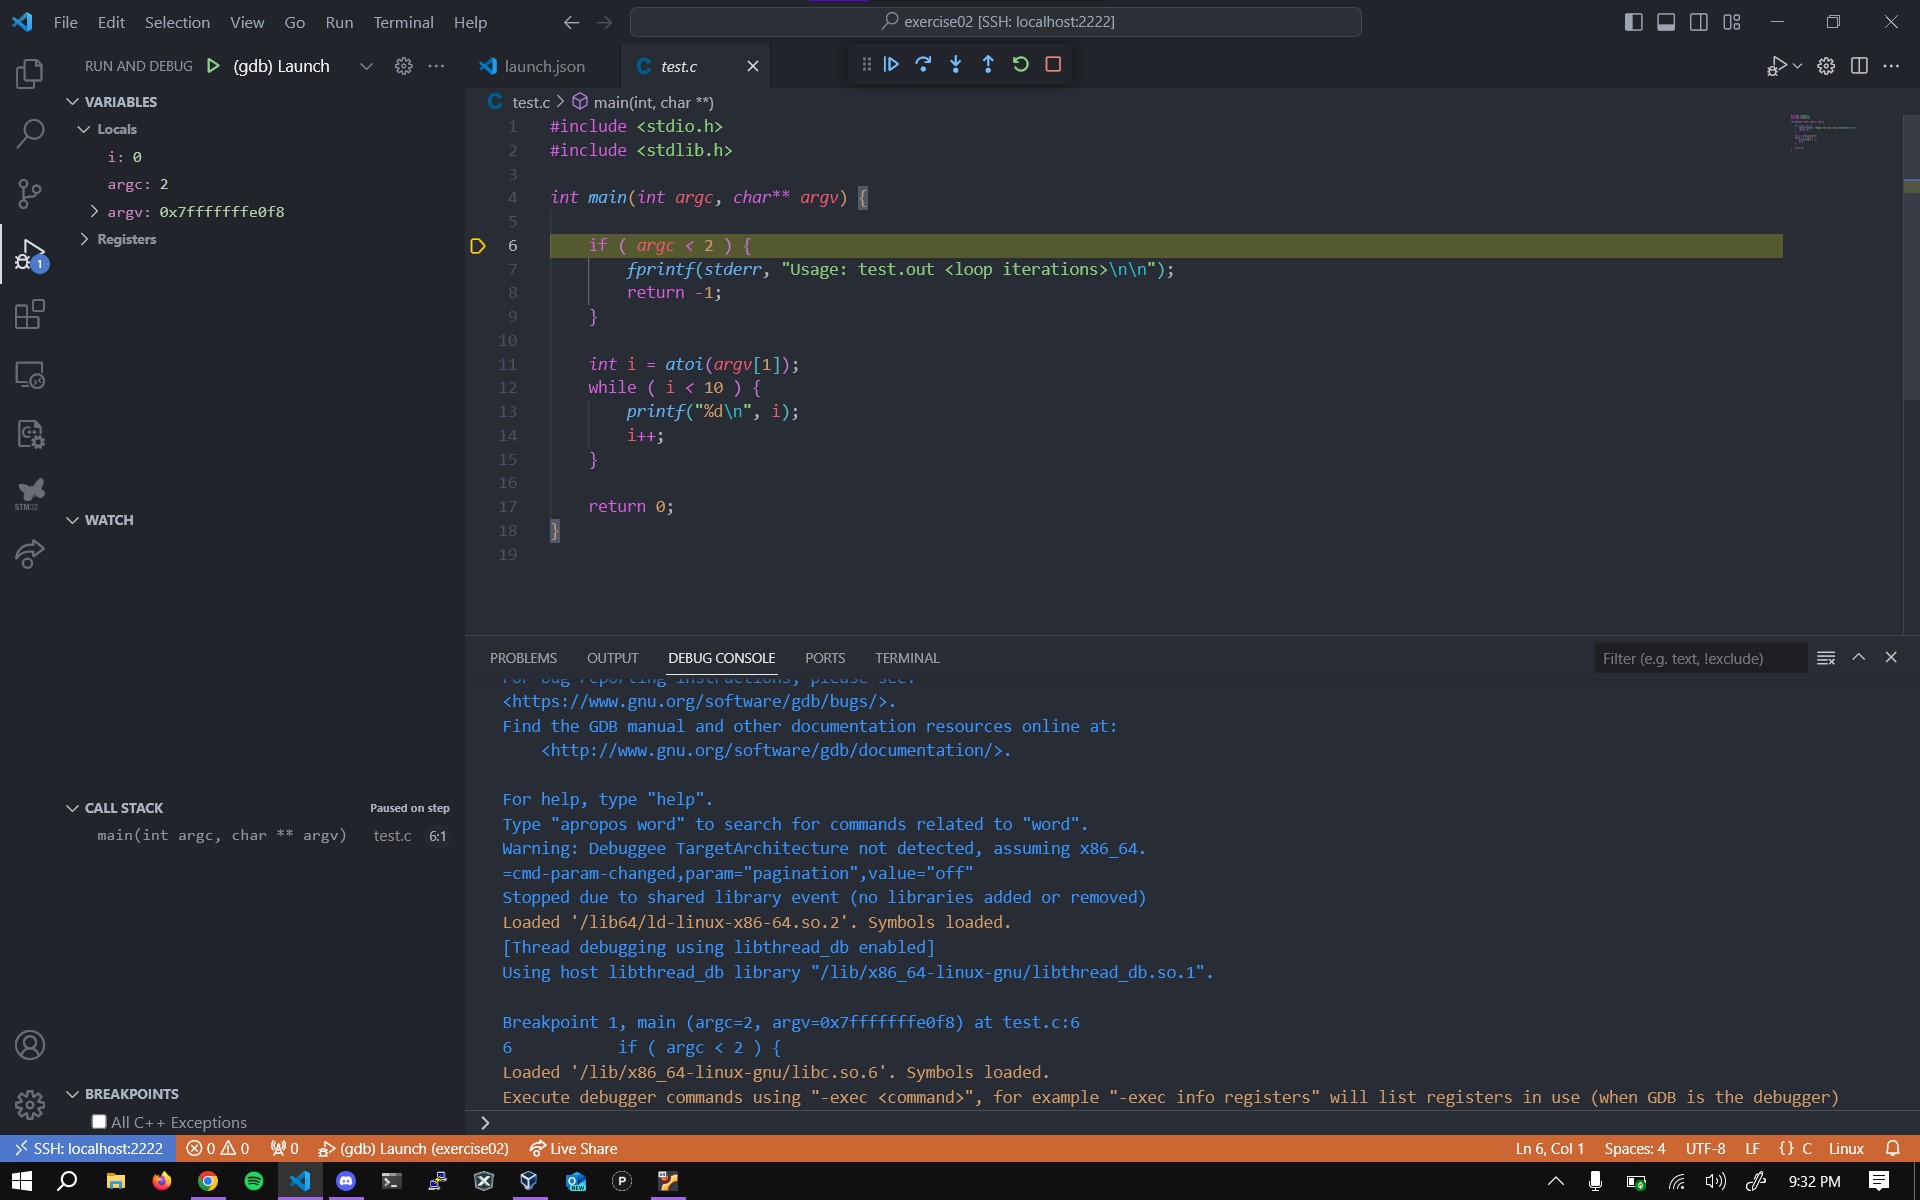 File Edit Selection View Go Run Terminal Help
exercise02 [SSH: localhost:2222]
RUN AND DEBUG (gdb) Launch
launch.json
C test.c
VARIABLES
Locals
i: 0
argc: 2
argv: 0x7fffffffe0f8
Registers
C test.c > main(int, char **)
1 #include <stdio.h>
2 #include <stdlib.h>
3
4 int main(int argc, char** argv) {
5
6 if ( argc < 2 ) {
7 fprintf(stderr, "Usage: test.out <loop iterations>\n\n");
8 return -1;
9 }
10
11 int i = atoi(argv[1]);
12 while ( i < 10 ) {
13 printf("%d\n", i);
14 i++;
15 }
16
17 return 0;
18 }
19
1
STM32
WATCH
CALL STACK Paused on step
main(int argc, char ** argv) test.c 6:1
BREAKPOINTS
All C++ Exceptions
PROBLEMS OUTPUT DEBUG CONSOLE PORTS TERMINAL
Filter (e.g. text, !exclude)
For bug reporting instructions, please see:
<https://www.gnu.org/software/gdb/bugs/>.
Find the GDB manual and other documentation resources online at:
<http://www.gnu.org/software/gdb/documentation/>.
For help, type "help".
Type "apropos word" to search for commands related to "word".
Warning: Debuggee TargetArchitecture not detected, assuming x86_64.
=cmd-param-changed,param="pagination",value="off"
Stopped due to shared library event (no libraries added or removed)
Loaded '/lib64/ld-linux-x86-64.so.2'. Symbols loaded.
[Thread debugging using libthread_db enabled]
Using host libthread_db library "/lib/x86_64-linux-gnu/libthread_db.so.1".
Breakpoint 1, main (argc=2, argv=0x7fffffffe0f8) at test.c:6
6 if ( argc < 2 ) {
Loaded '/lib/x86_64-linux-gnu/libc.so.6'. Symbols loaded.
Execute debugger commands using "-exec <command>", for example "-exec info registers" will list registers in use (when GDB is the debugger)
>
SSH: localhost:2222 0 0 0 (gdb) Launch (exercise02) Live Share
Ln 6, Col 1 Spaces: 4 UTF-8 LF {} C Linux
9:32 PM